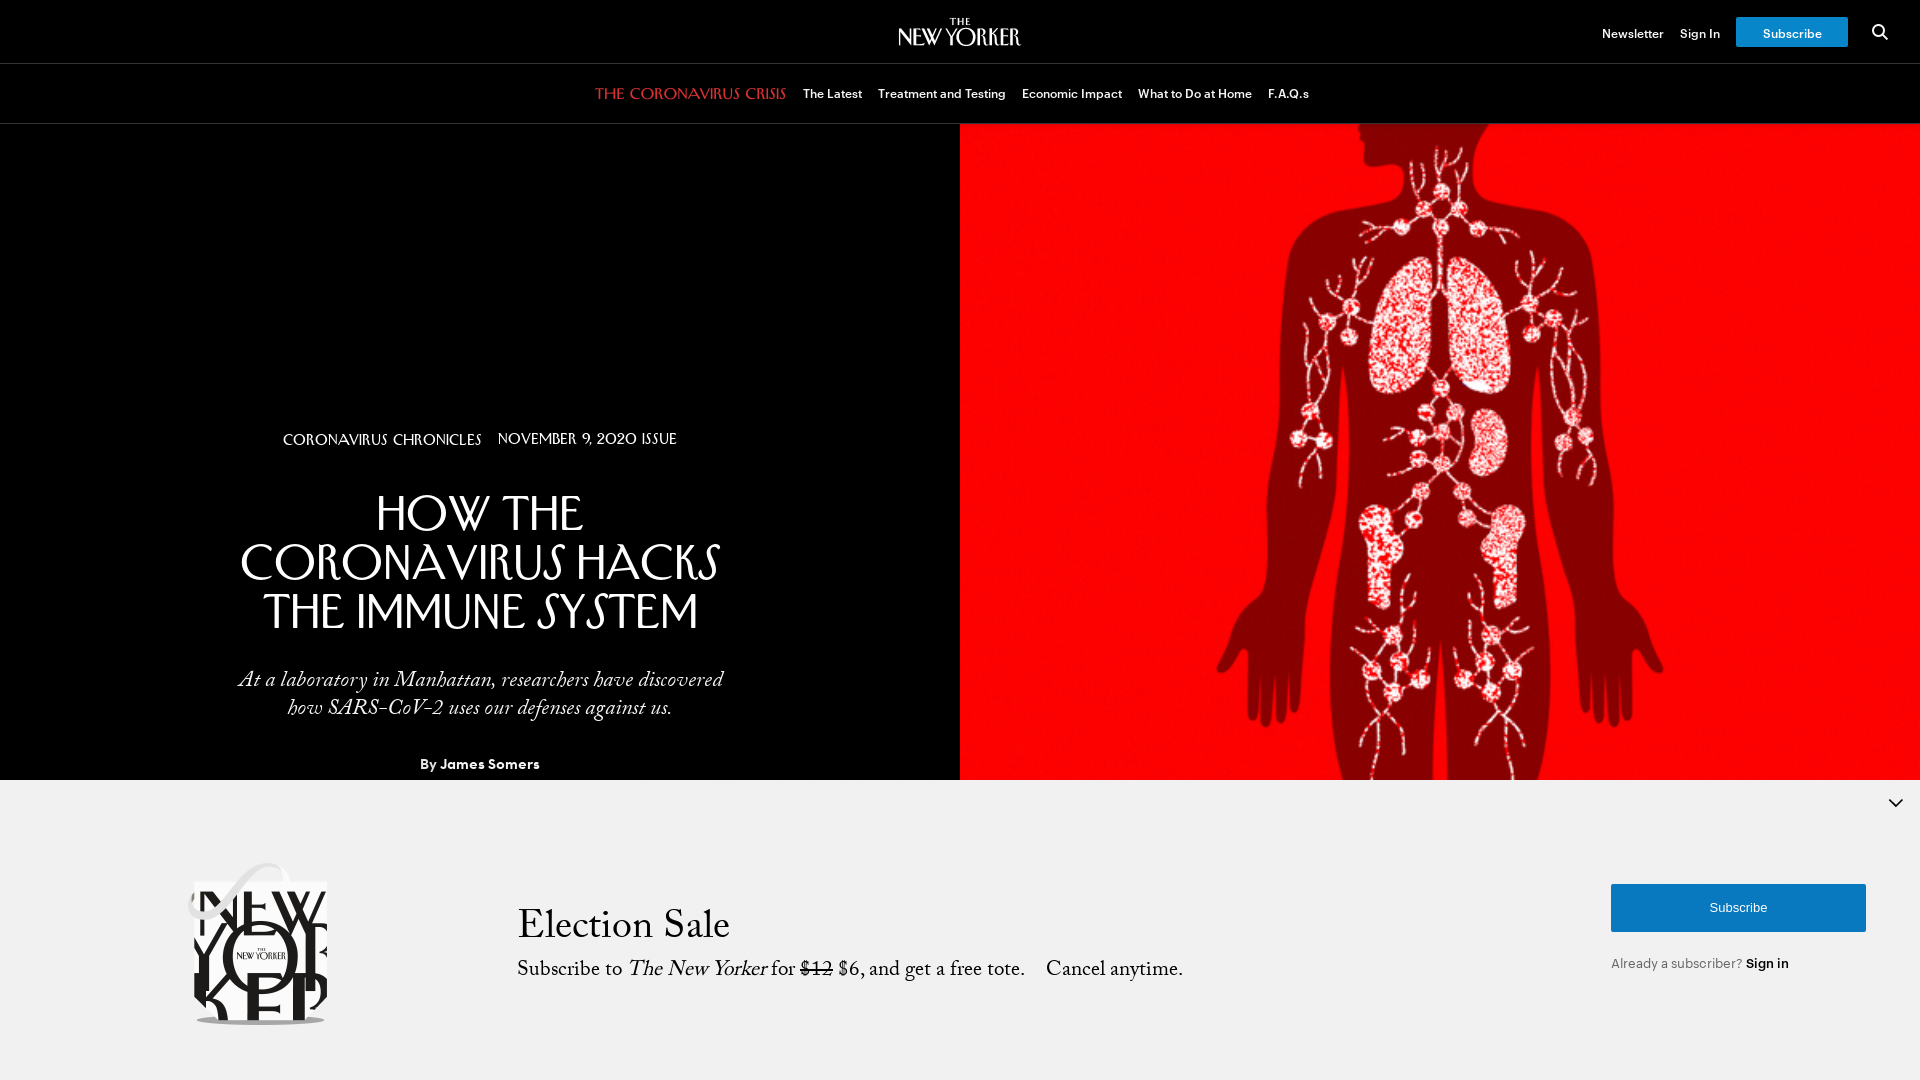 THE
NEW YORKER
Newsletter
Sign In
Subscribe
THE CORONAVIRUS CRISIS
The Latest
Treatment and Testing
Economic Impact
What to Do at Home
F.A.Q.s
CORONAVIRUS CHRONICLES
NOVEMBER 9, 2020 ISSUE
HOW THE
CORONAVIRUS HACKS
THE IMMUNE SYSTEM
At a laboratory in Manhattan, researchers have discovered
how SARS-CoV-2 uses our defenses against us.
By James Somers
NEW
YOR
KER
THE
NEW YORKER
Election Sale
Subscribe to The New Yorker for $12 $6, and get a free tote. Cancel anytime.
Subscribe
Already a subscriber? Sign in